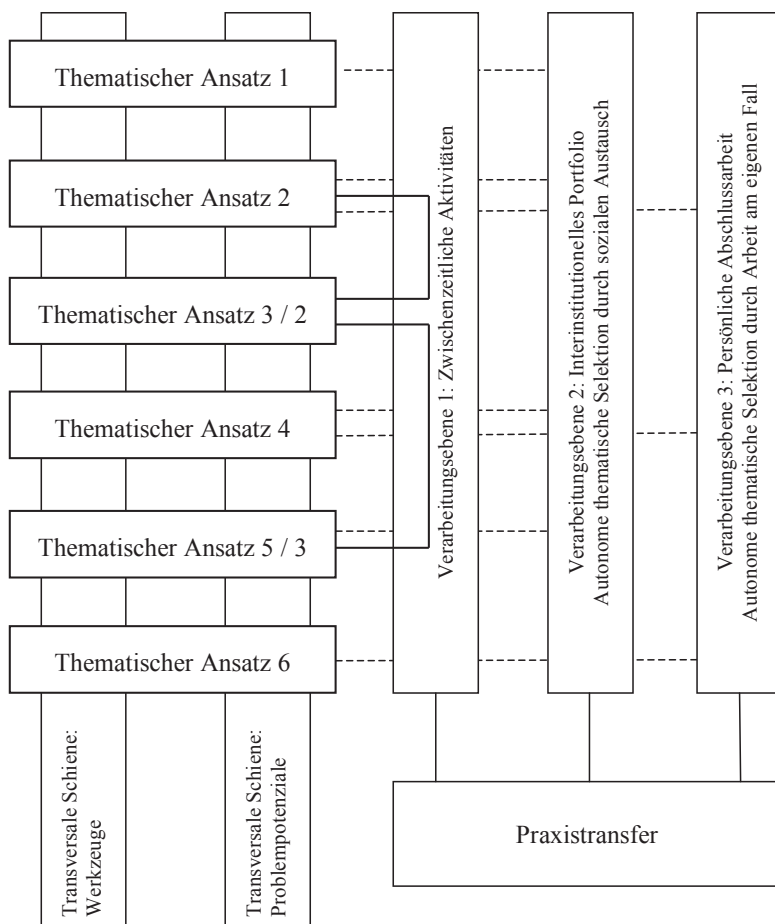 Thematischer Ansatz 1
Thematischer Ansatz 2
Thematischer Ansatz 3 / 2
Thematischer Ansatz 4
Thematischer Ansatz 5 / 3
Thematischer Ansatz 6
Transversale Schiene:
Werkzeuge
Transversale Schiene:
Problempotenziale
Verarbeitungsebene 1: Zwischenzeitliche Aktivitäten
Verarbeitungsebene 2: Interinstitutionelles Portfolio
Autonome thematische Selektion durch sozialen Austausch
Verarbeitungsebene 3: Persönliche Abschlussarbeit
Autonome thematische Selektion durch Arbeit am eigenen Fall
Praxistransfer